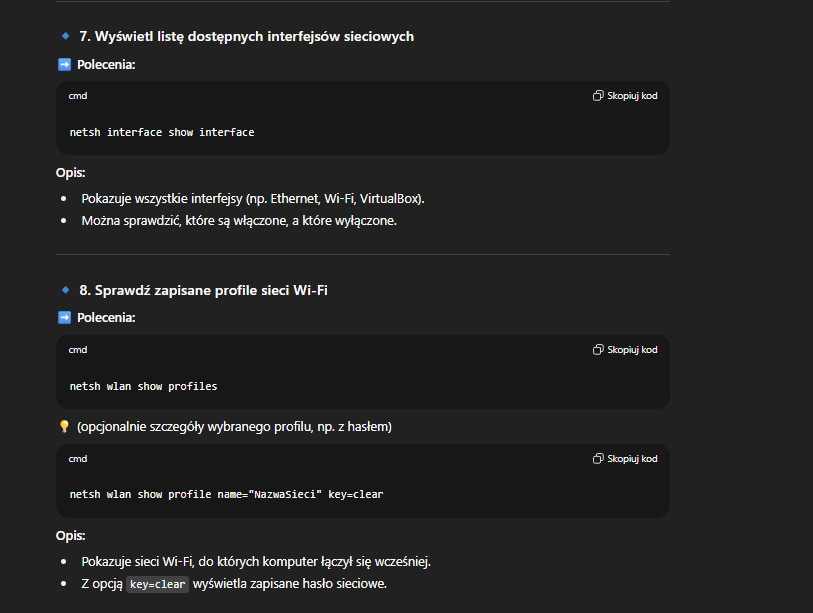 7. Wyświetl listę dostępnych interfejsów sieciowych
Polecenia:
cmd
Skopiuj kod
netsh interface show interface
Opis:
Pokazuje wszystkie interfejsy (np. Ethernet, Wi-Fi, VirtualBox).
Można sprawdzić, które są włączone, a które wyłączone.
8. Sprawdź zapisane profile sieci Wi-Fi
Polecenia:
cmd
Skopiuj kod
netsh wlan show profiles
(opcjonalnie szczegóły wybranego profilu, np. z hasłem)
cmd
Skopiuj kod
netsh wlan show profile name="NazwaSieci" key=clear
Opis:
Pokazuje sieci Wi-Fi, do których komputer łączył się wcześniej.
Z opcją key=clear wyświetla zapisane hasło sieciowe.